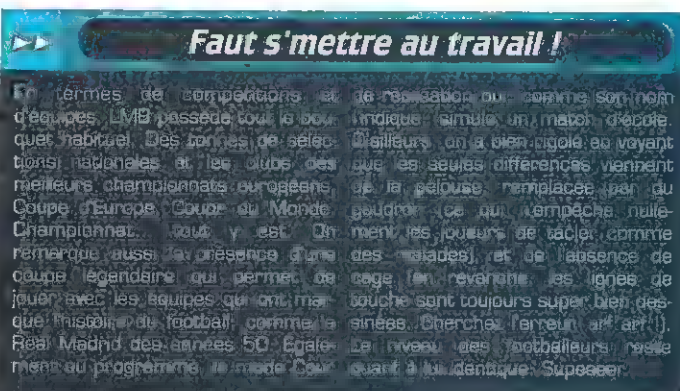 Faut s'mettre au travail !
En termes de compétitions et
d'équipes, LMB possède tout le bou-
quet habituel. Des tonnes de sélec-
tions nationales et les clubs des
meilleurs championnats européens,
Coupe d'Europe, Coupe du Monde,
Championnat... tout y est. On
remarque aussi la présence d'une
coupe légendaire qui permet de
jouer avec les équipes qui ont mar-
qué l'histoire du football, comme le
Real Madrid des années 50. Egale-
ment au programme, le mode Cour
de récréation qui comme son nom
l'indique, simule un match d'école.
D'ailleurs, on a bien rigolé en voyant
que les seules différences viennent
de la pelouse remplacée par du
goudron (ce qui n'empêche nulle-
ment les joueurs de tacler comme
des malades), et de l'absence de
cage (en revanche, les lignes de
touche sont toujours super bien des-
sinées. Cherchez l'erreur, arf arf !).
Le niveau des footballeurs reste
quant à lui identique. Supeeeer.